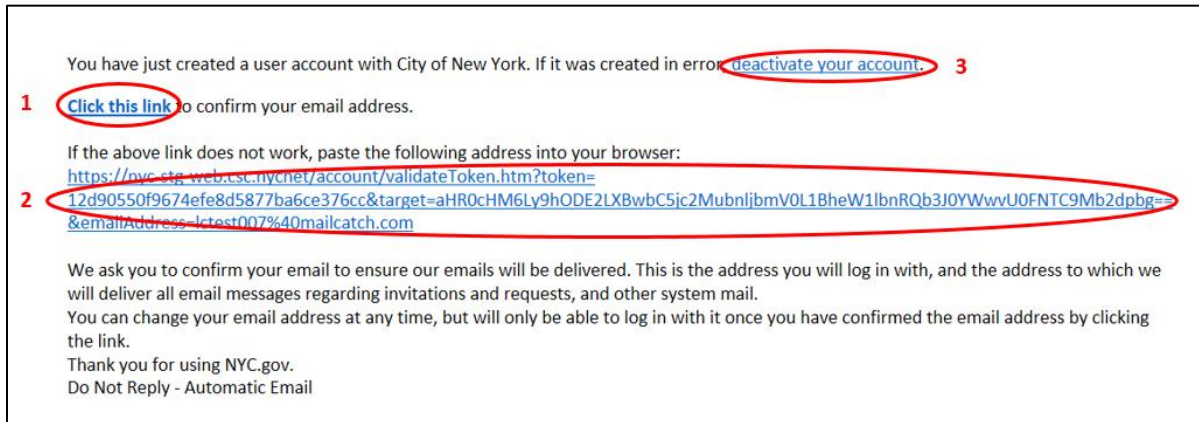 You have just created a user account with City of New York. If it was created in error, deactivate your account. 3
1 Click this link to confirm your email address.
If the above link does not work, paste the following address into your browser:
https://nyc-stg-web.csc.nycnet/account/validateToken.htm?token=
2 12d90550f9674efe8d5877ba6ce376cc&target=aHR0cHM6Ly9hODE2LXBwbC5jc2MubnljbmV0L1BheW1lbnRQb3J0YWwvU0FNTC9Mb2dpbg==
&emailAddress=lctest007%40mailcatch.com
We ask you to confirm your email to ensure our emails will be delivered. This is the address you will log in with, and the address to which we
will deliver all email messages regarding invitations and requests, and other system mail.
You can change your email address at any time, but will only be able to log in with it once you have confirmed the email address by clicking
the link.
Thank you for using NYC.gov.
Do Not Reply - Automatic Email